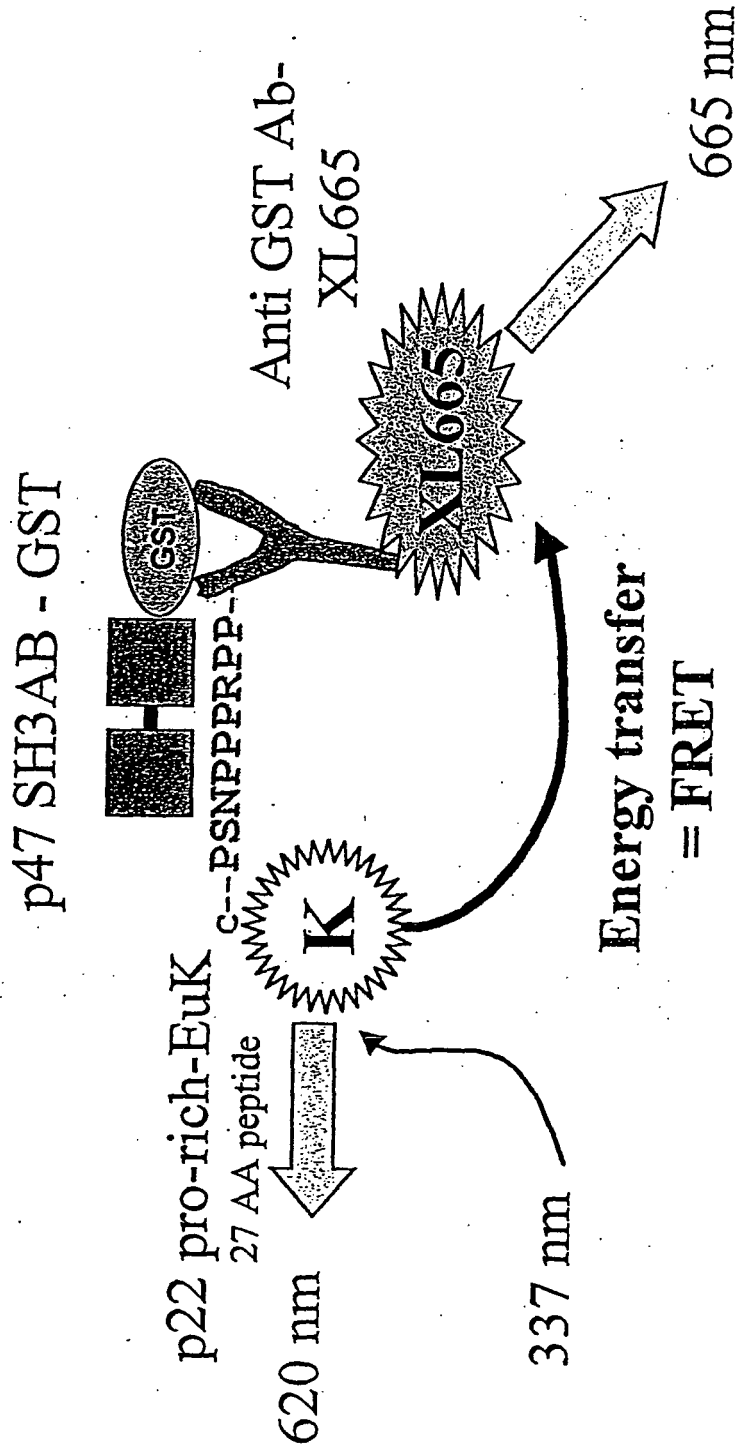 p47 SH3AB - GST
GST
p22 pro-rich-EuK
27 AA peptide
C--PSNPPPRPP--
Anti GST Ab-
XL665
K
XL665
620 nm
337 nm
Energy transfer
= FRET
665 nm